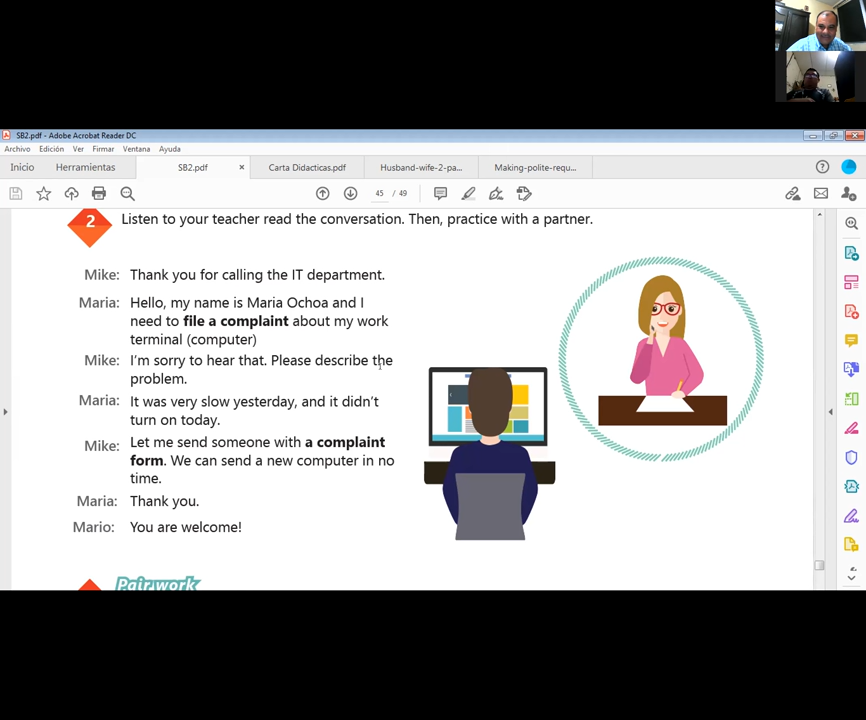 SB2.pdf - Adobe Acrobat Reader DC
Archivo Edición Ver Firmar Ventana Ayuda
Inicio Herramientas SB2.pdf Carta Didacticas.pdf Husband-wife-2-pa... Making-polite-requ...
45 / 49
2 Listen to your teacher read the conversation. Then, practice with a partner.
Mike: Thank you for calling the IT department.
Maria: Hello, my name is Maria Ochoa and I
need to file a complaint about my work
terminal (computer)
Mike: I'm sorry to hear that. Please describe the
problem.
Maria: It was very slow yesterday, and it didn't
turn on today.
Mike: Let me send someone with a complaint
form. We can send a new computer in no
time.
Maria: Thank you.
Mario: You are welcome!
Pair work